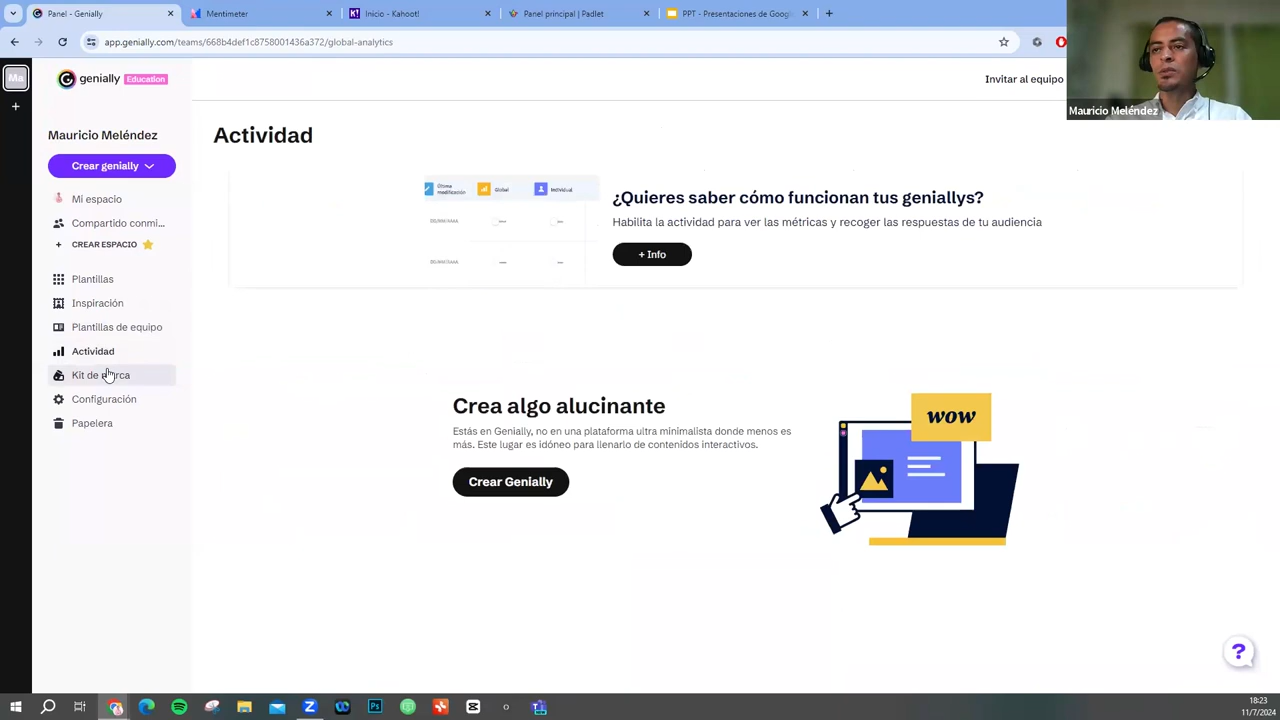 Panel - Genially
Mentimeter
Inicio - Kahoot!
Panel principal | Padlet
PPT - Presentaciones de Goog
app.genially.com/teams/668b4def1c8758001436a372/global-analytics
Ma
genially Education
Invitar al equipo
Mauricio Meléndez
Mauricio Meléndez
Actividad
Crear genially
Mi espacio
Compartido conmi...
CREAR ESPACIO
Plantillas
Inspiración
Plantillas de equipo
Actividad
Kit de
Configuración
Papelera
Última
modificación
Global
Individual
¿Quieres saber cómo funcionan tus geniallys?
Habilita la actividad para ver las métricas y recoger las respuestas de tu audiencia
+ Info
Crea algo alucinante
Estás en Genially, no en una plataforma ultra minimalista donde menos es
más. Este lugar es idóneo para llenarlo de contenidos interactivos.
Crear Genially
wow
?
18:23
11/7/2024